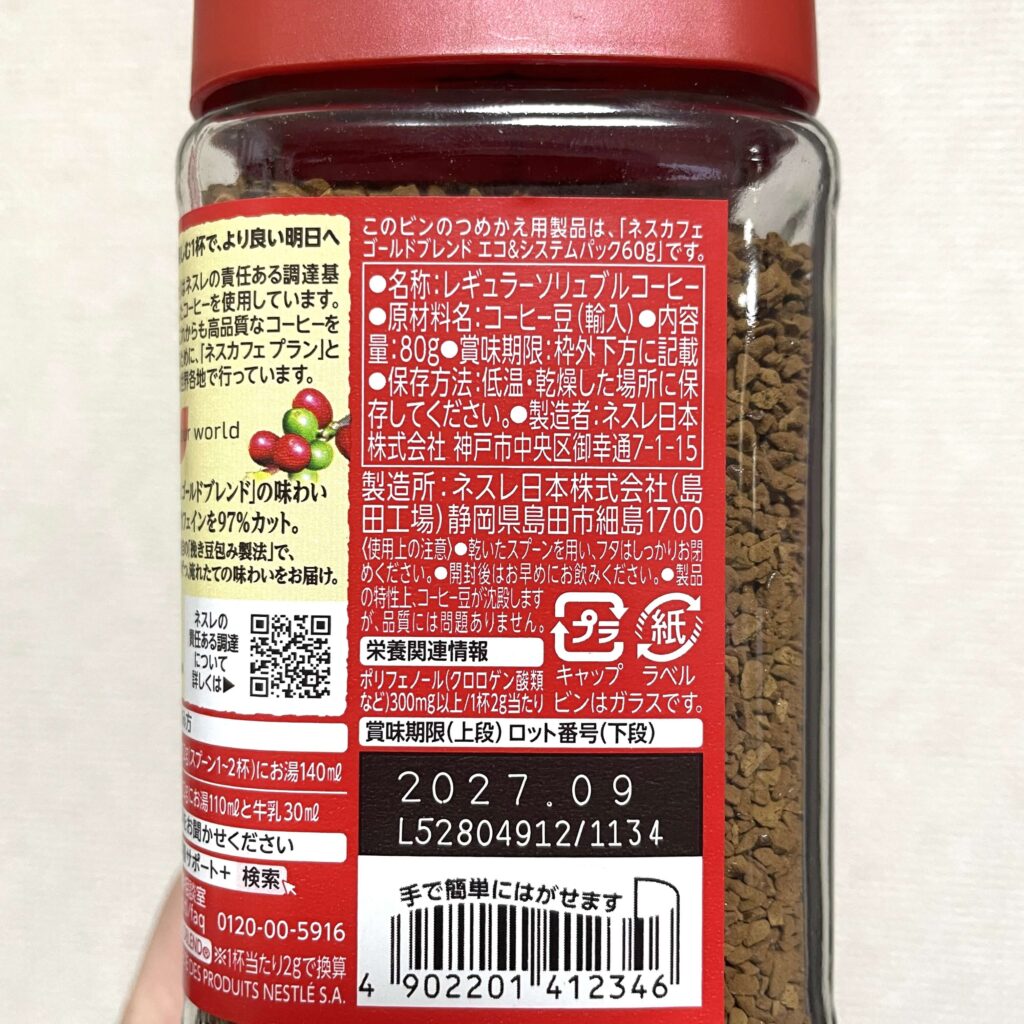 む1杯で、より良い明日へ
ネスレの責任ある調達基
コーヒーを使用しています。
れからも高品質なコーヒーを
ために、「ネスカフェ プラン」と
世界各地で行っています。
world
ゴールドブレンド」の味わい
フェインを97%カット。
「挽き豆包み製法」で、
淹れたての味わいをお届け。
ネスレの
責任ある調達
について
詳しくは▶
方
スプーン1~2杯)にお湯140㎖
にお湯110㎖と牛乳30㎖
お聞かせください
サポート+ 検索
室
faq 0120-00-5916
BLEND® ※1杯当たり2gで換算
DES PRODUITS NESTLÉ S.A.
このビンのつめかえ用製品は、「ネスカフェ
ゴールドブレンド エコ&システムパック60g」です。
●名称:レギュラーソリュブルコーヒー
●原材料名:コーヒー豆(輸入)●内容
量:80g●賞味期限:枠外下方に記載
●保存方法:低温・乾燥した場所に保
存してください。●製造者:ネスレ日本
株式会社 神戸市中央区御幸通7-1-15
製造所:ネスレ日本株式会社(島
田工場)静岡県島田市細島1700
〈使用上の注意〉●乾いたスプーンを用い、フタはしっかりお閉
めください。●開封後はお早めにお飲みください。●製品
の特性上、コーヒー豆が沈殿します
が、品質には問題ありません。
プラ
キャップ
紙
ラベル
ビンはガラスです。
栄養関連情報
ポリフェノール(クロロゲン酸類
など)300mg以上/1杯2g当たり
賞味期限(上段)ロット番号(下段)
2027.09
L52804912/1134
手で簡単にはがせます
4 902201 412346